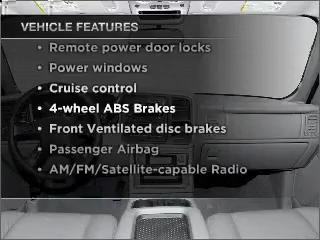 VEHICLE FEATURES
• Remote power door locks
• Power windows
• Cruise control
• 4-wheel ABS Brakes
• Front Ventilated disc brakes
• Passenger Airbag
• AM/FM/Satellite-capable Radio